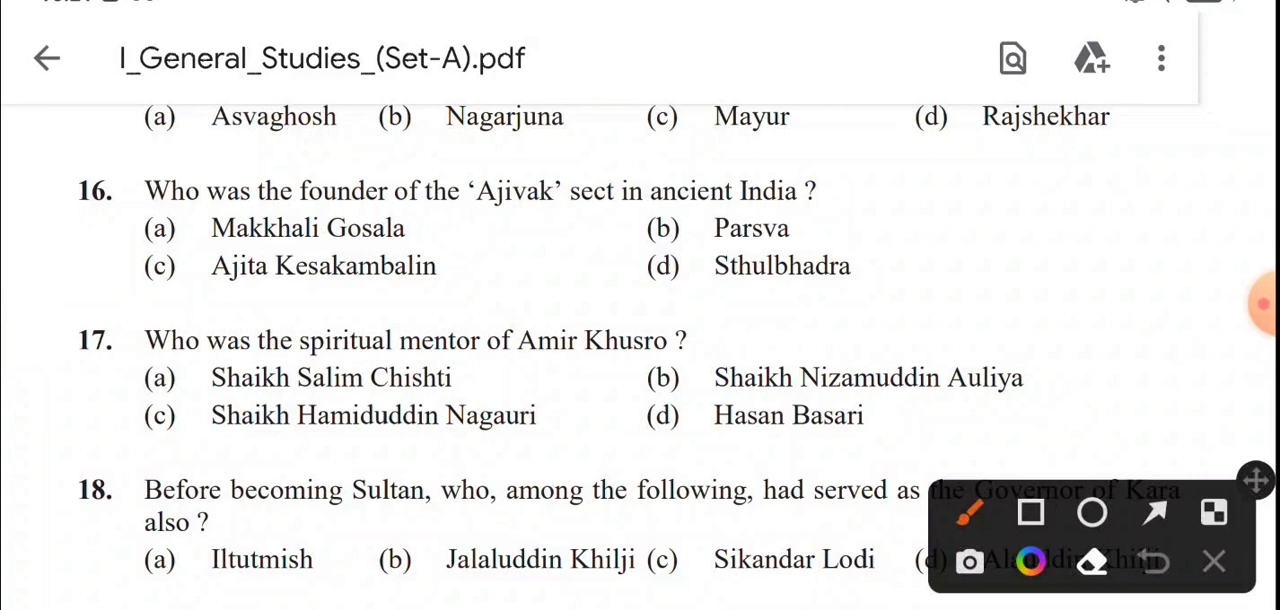 I_General_Studies_(Set-A).pdf
(a) Asvaghosh (b) Nagarjuna (c) Mayur (d) Rajshekhar
16. Who was the founder of the ‘Ajivak’ sect in ancient India ?
(a) Makkhali Gosala (b) Parsva
(c) Ajita Kesakambalin (d) Sthulbhadra
17. Who was the spiritual mentor of Amir Khusro ?
(a) Shaikh Salim Chishti (b) Shaikh Nizamuddin Auliya
(c) Shaikh Hamiduddin Nagauri (d) Hasan Basari
18. Before becoming Sultan, who, among the following, had served as the Governor of Kara
also ?
(a) Iltutmish (b) Jalaluddin Khilji (c) Sikandar Lodi (d) Alauddin Khilji